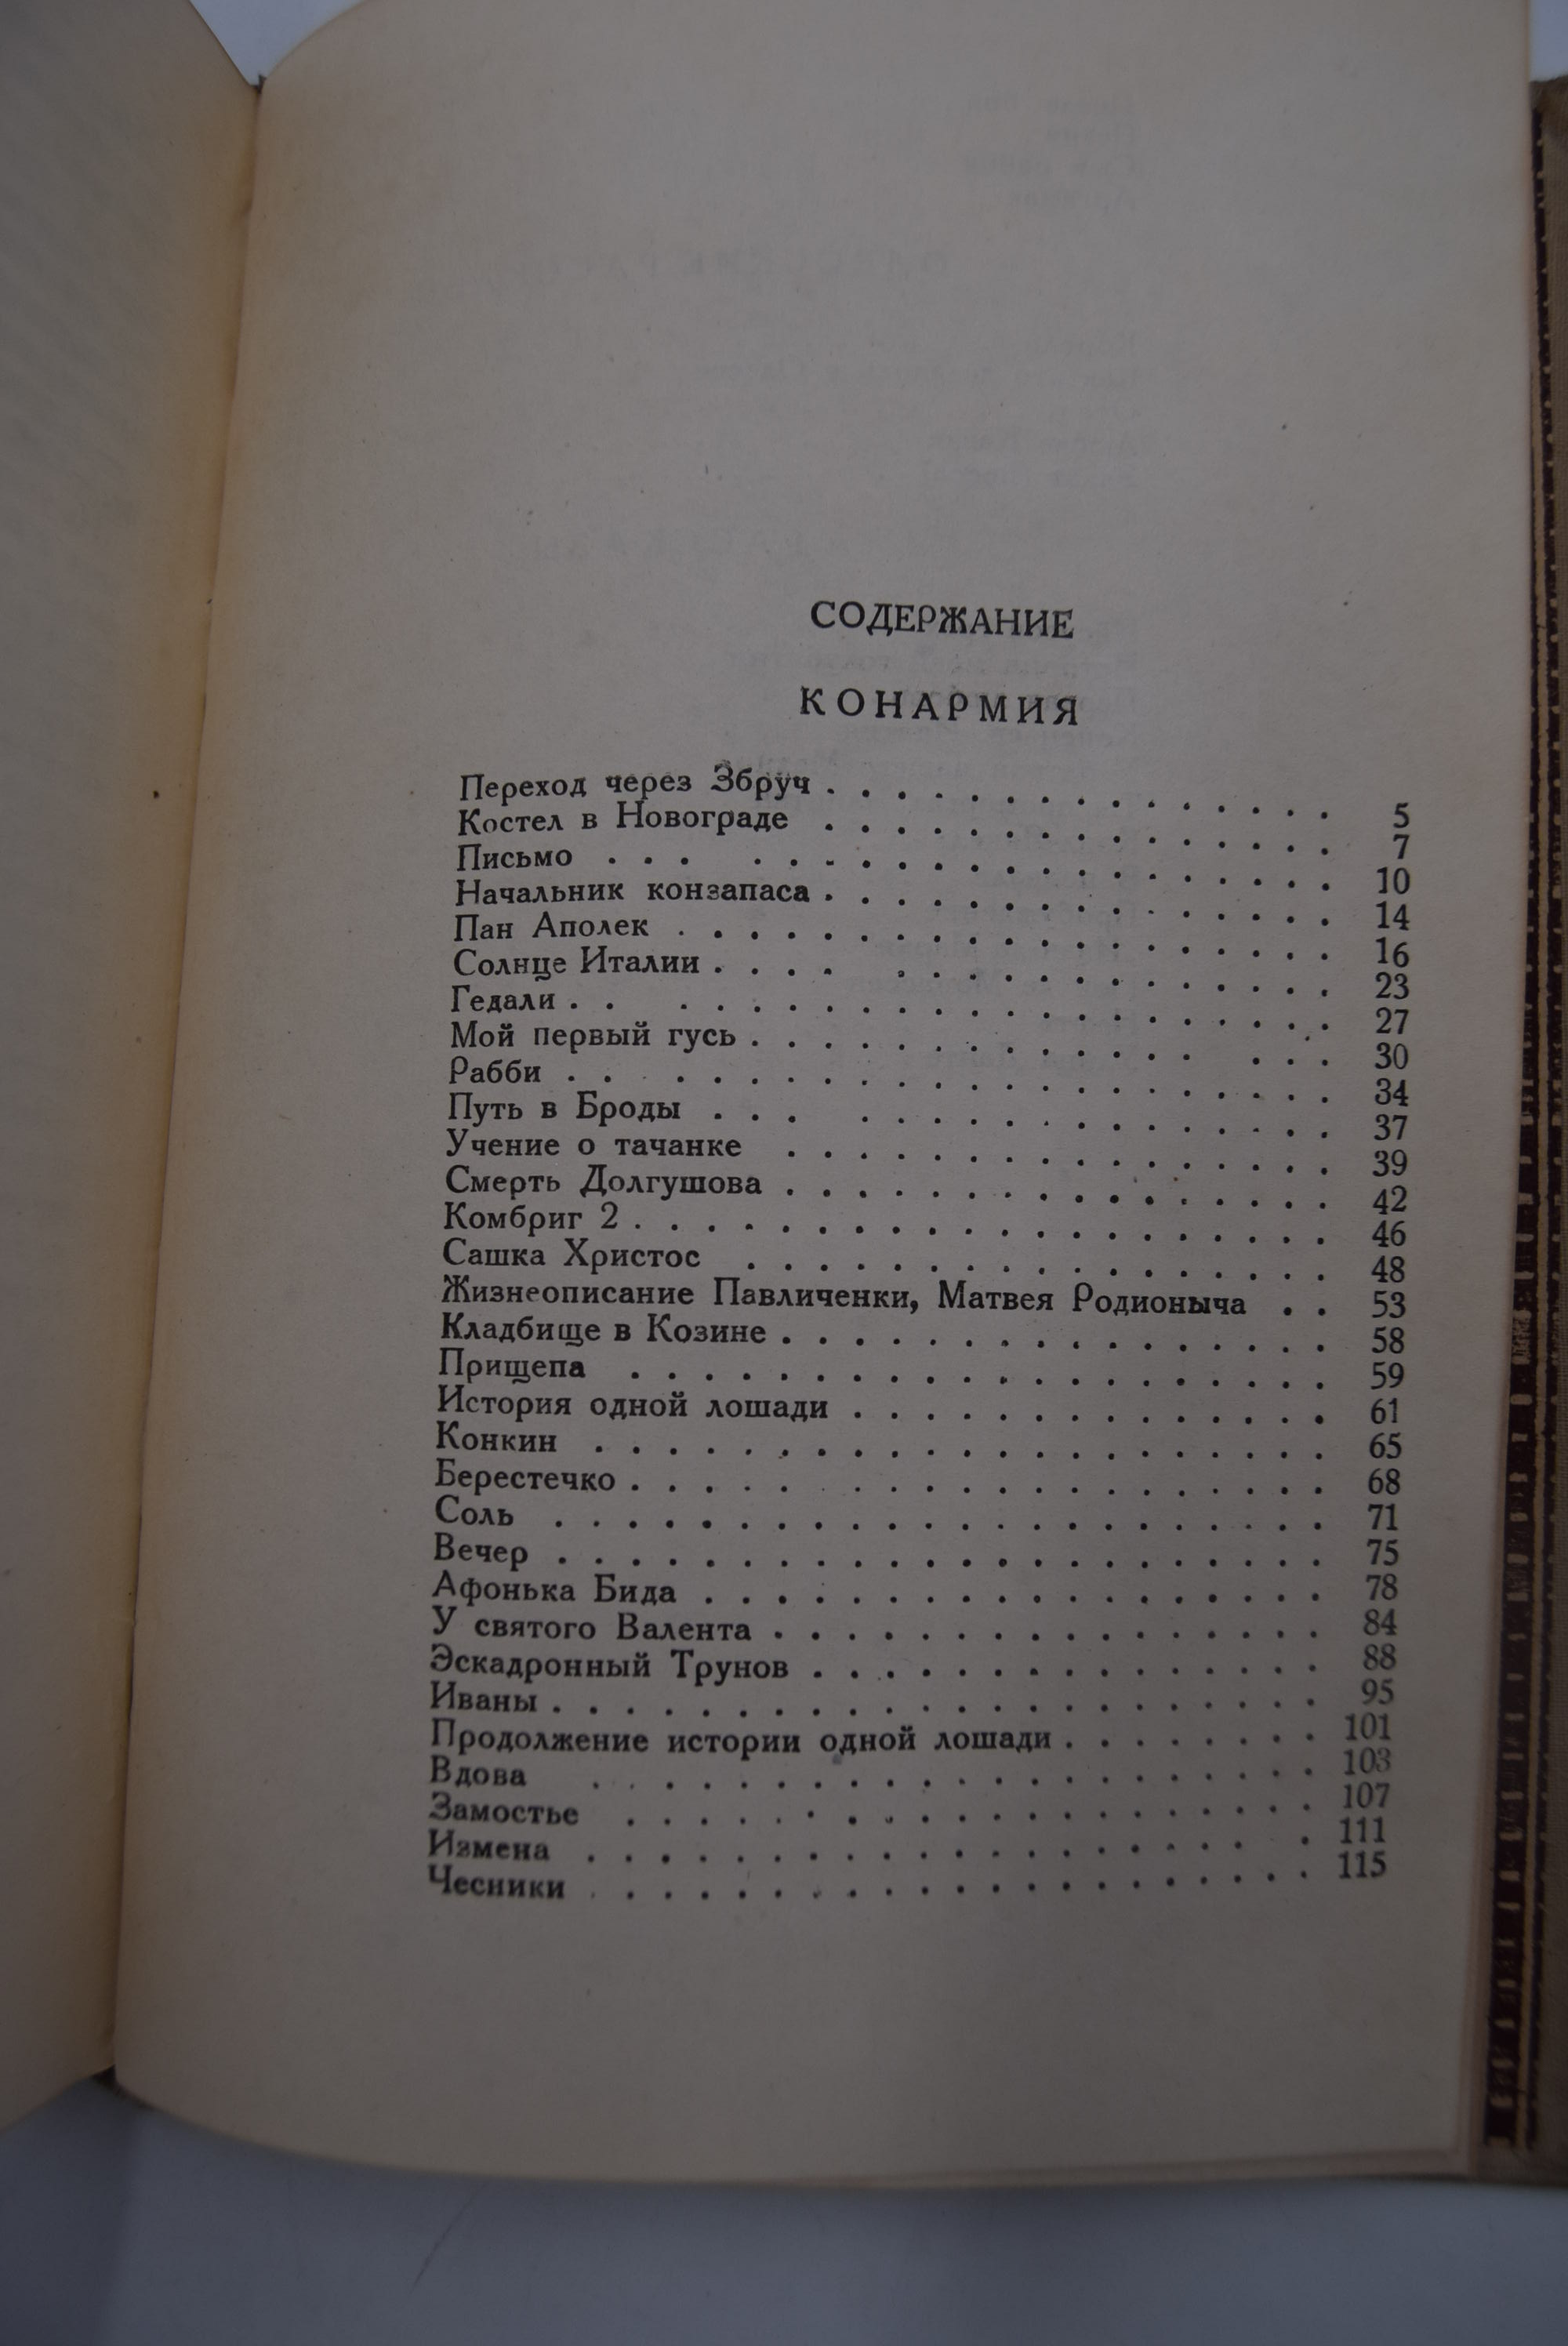 СОДЕРЖАНИЕ
КОНАРМИЯ
Переход через Збруч . . . . . . . . . . . . . . . 5
Костел в Новограде . . . . . . . . . . . . . . . 7
Письмо . . . . . . . . . . . . . . . . . . . 10
Начальник конзапаса . . . . . . . . . . . . . . . 14
Пан Аполек . . . . . . . . . . . . . . . . . . . 16
Солнце Италии . . . . . . . . . . . . . . . . 23
Гедали . . . . . . . . . . . . . . . . . . . . 27
Мой первый гусь . . . . . . . . . . . . . . . . 30
Рабби . . . . . . . . . . . . . . . . . . . . 34
Путь в Броды . . . . . . . . . . . . . . . . . 37
Учение о тачанке . . . . . . . . . . . . . . . . 39
Смерть Долгушова . . . . . . . . . . . . . . . . 42
Комбриг 2 . . . . . . . . . . . . . . . . . . . . 46
Сашка Христос . . . . . . . . . . . . . . . . . 48
Жизнеописание Павличенки, Матвея Родионыча . . 53
Кладбище в Козине . . . . . . . . . . . . . . . . 58
Прищепа . . . . . . . . . . . . . . . . . . . . 59
История одной лошади . . . . . . . . . . . . . . 61
Конкин . . . . . . . . . . . . . . . . . . . . . 65
Берестечко . . . . . . . . . . . . . . . . . . . 68
Соль . . . . . . . . . . . . . . . . . . . . . . 71
Вечер . . . . . . . . . . . . . . . . . . . . . 75
Афонька Бида . . . . . . . . . . . . . . . . . 78
У святого Валента . . . . . . . . . . . . . . . . 84
Эскадронный Трунов . . . . . . . . . . . . . . . 88
Иваны . . . . . . . . . . . . . . . . . . . . . 95
Продолжение истории одной лошади . . . . . . . . 101
Вдова . . . . . . . . . . . . . . . . . . . . 103
Замостье . . . . . . . . . . . . . . . . . . . 107
Измена . . . . . . . . . . . . . . . . . . . 111
Чесники . . . . . . . . . . . . . . . . . . . . 115